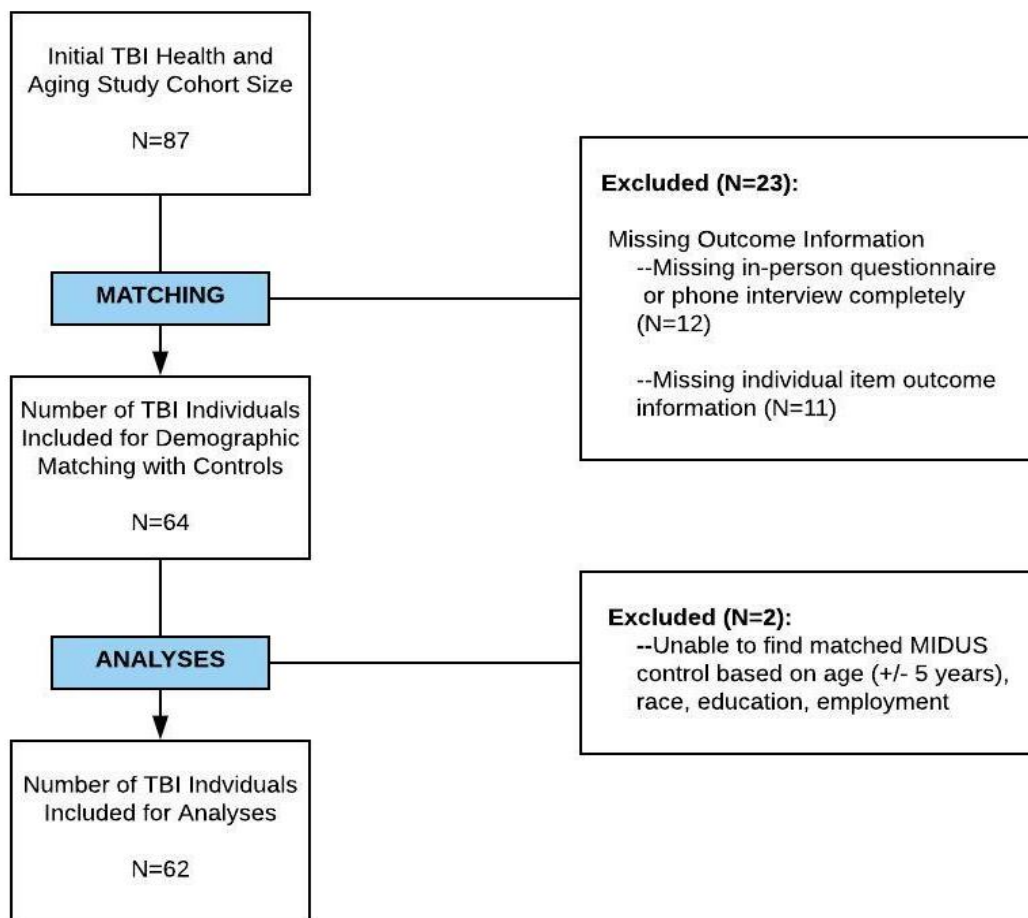 Initial TBI Health and
Aging Study Cohort Size
N=87
Excluded (N=23):
Missing Outcome Information
--Missing in-person questionnaire
or phone interview completely
(N=12)
--Missing individual item outcome
information (N=11)
MATCHING
Number of TBI Individuals
Included for Demographic
Matching with Controls
N=64
Excluded (N=2):
--Unable to find matched MIDUS
control based on age (+/- 5 years),
race, education, employment
ANALYSES
Number of TBI Indviduals
Included for Analyses
N=62